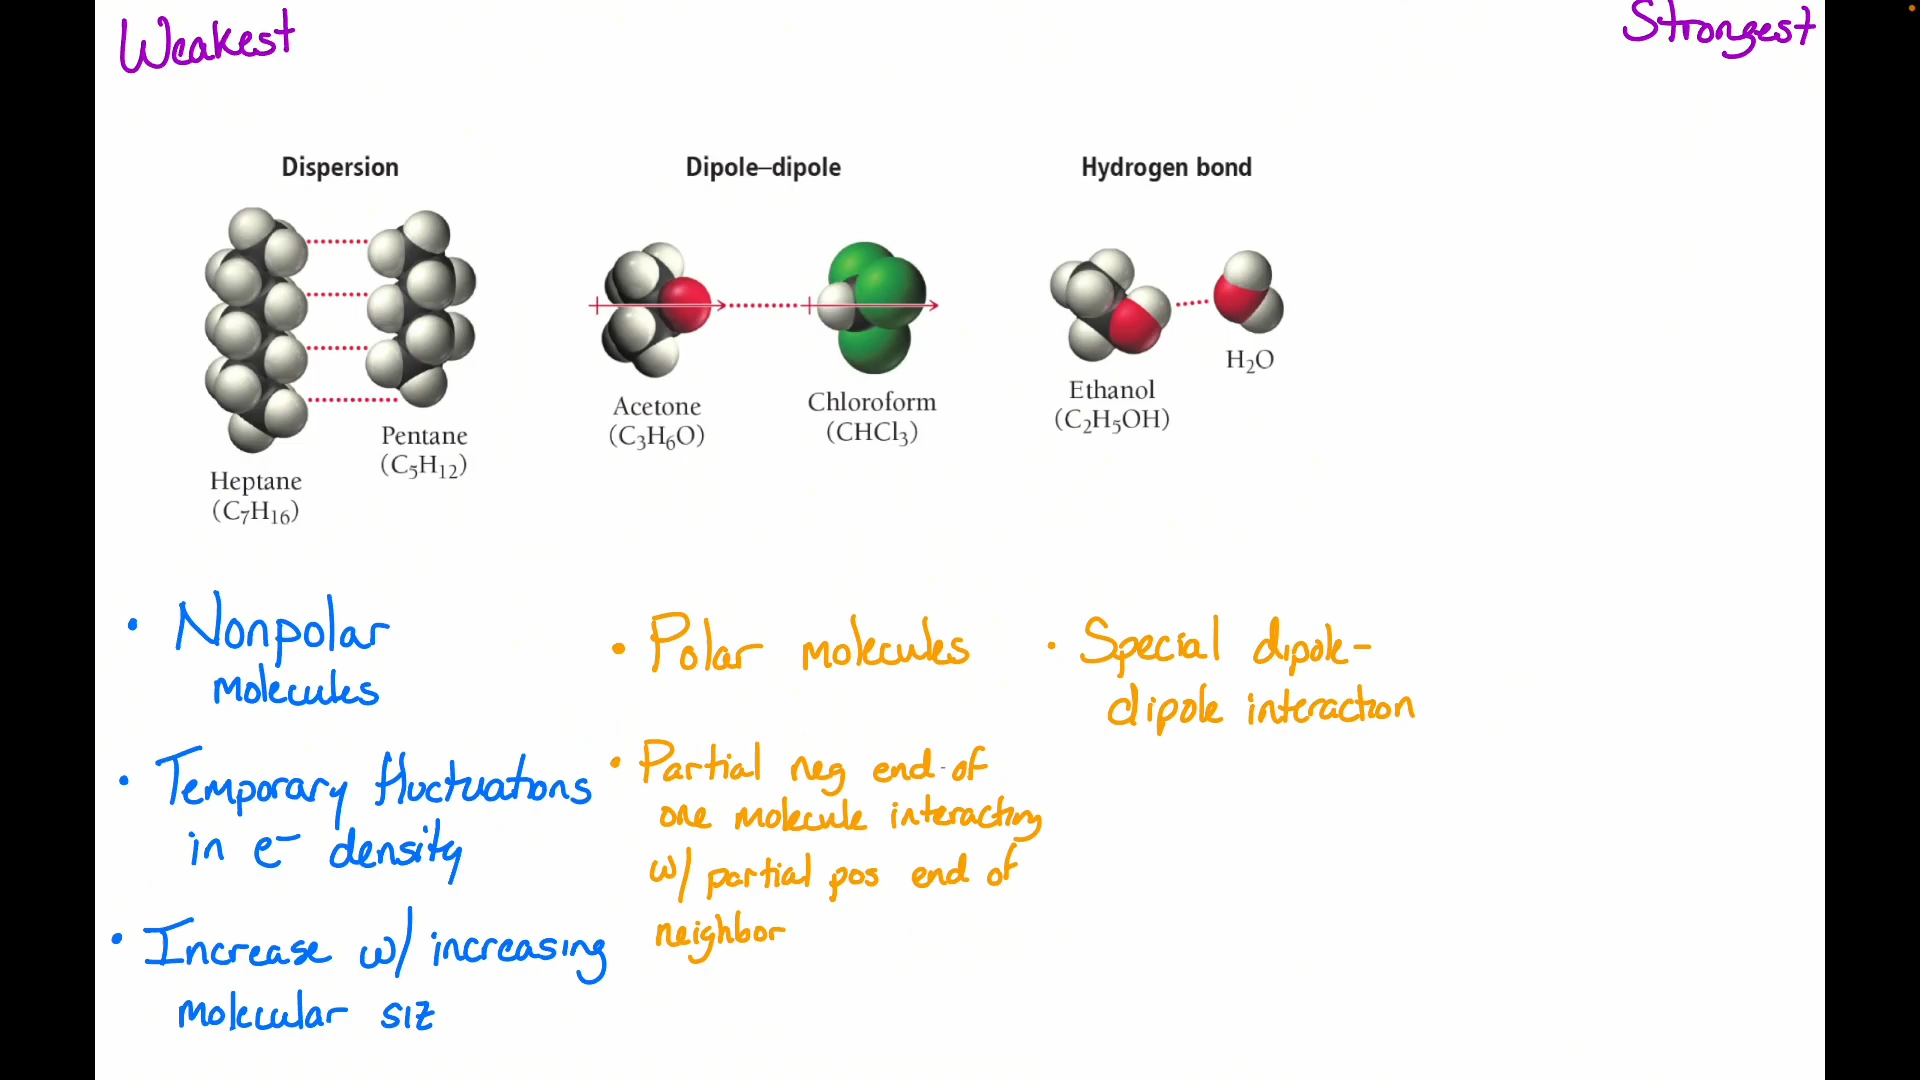 Weakest
Strongest
Dispersion
Dipole–dipole
Hydrogen bond
Heptane
(C₇H₁₆)
Pentane
(C₅H₁₂)
Acetone
(C₃H₆O)
Chloroform
(CHCl₃)
Ethanol
(C₂H₅OH)
H₂O
• Nonpolar
molecules
• Temporary fluctuations
in e⁻ density
• Increase w/ increasing
molecular siz
• Polar molecules
• Partial neg end of
one molecule interacting
w/ partial pos end of
neighbor
• Special dipole-
dipole interaction